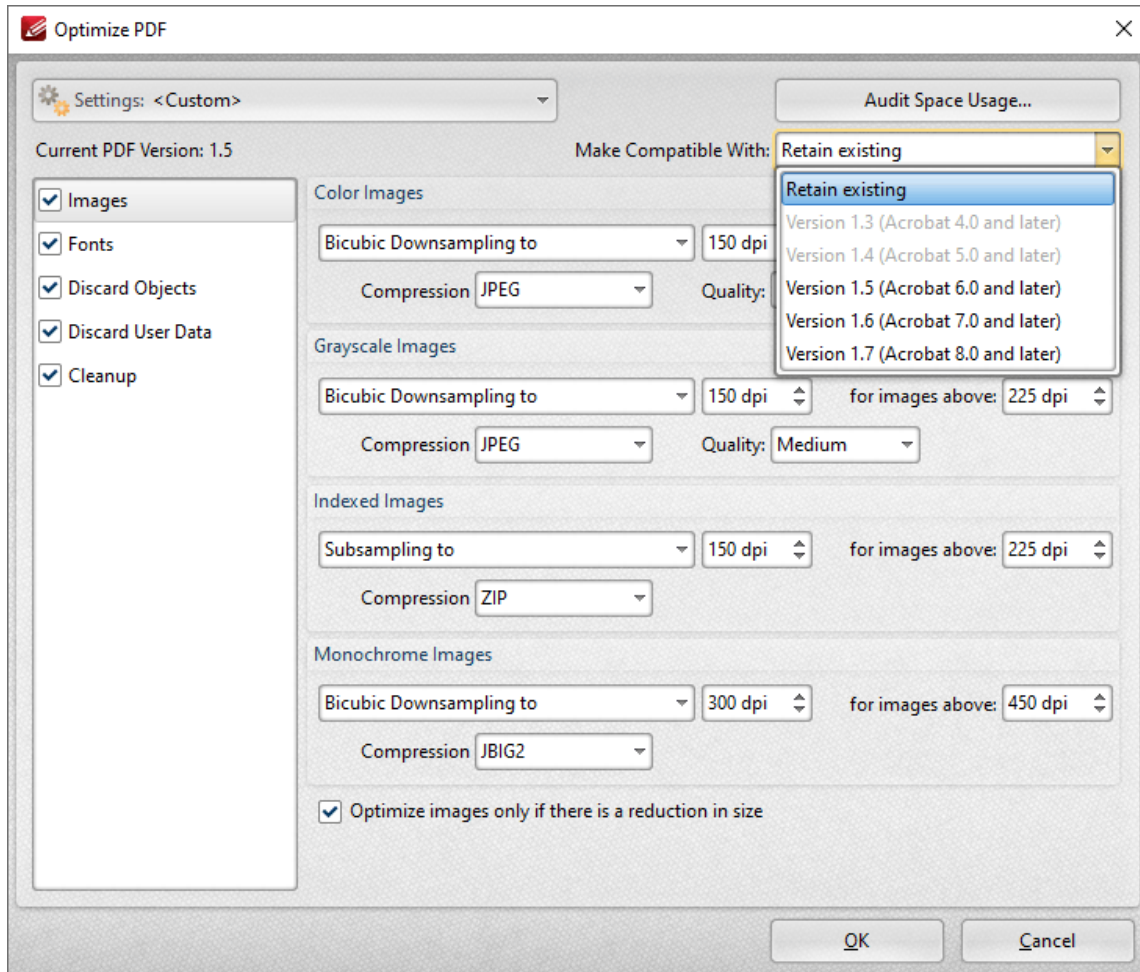 Optimize PDF
Settings: <Custom>
Audit Space Usage...
Current PDF Version: 1.5
Make Compatible With: Retain existing
Retain existing
Version 1.3 (Acrobat 4.0 and later)
Version 1.4 (Acrobat 5.0 and later)
Version 1.5 (Acrobat 6.0 and later)
Version 1.6 (Acrobat 7.0 and later)
Version 1.7 (Acrobat 8.0 and later)
Images
Fonts
Discard Objects
Discard User Data
Cleanup
Color Images
Bicubic Downsampling to 150 dpi
Compression JPEG Quality:
Grayscale Images
Bicubic Downsampling to 150 dpi for images above: 225 dpi
Compression JPEG Quality: Medium
Indexed Images
Subsampling to 150 dpi for images above: 225 dpi
Compression ZIP
Monochrome Images
Bicubic Downsampling to 300 dpi for images above: 450 dpi
Compression JBIG2
Optimize images only if there is a reduction in size
OK Cancel